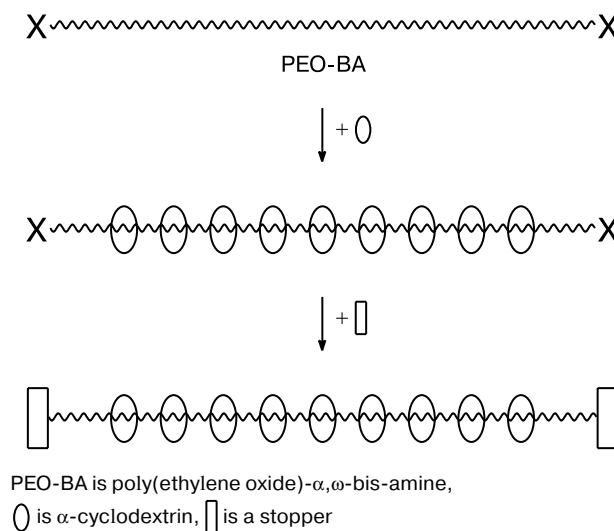 X X
PEO-BA
+
X X
+
PEO-BA is poly(ethylene oxide)-α,ω-bis-amine,
is α-cyclodextrin, is a stopper